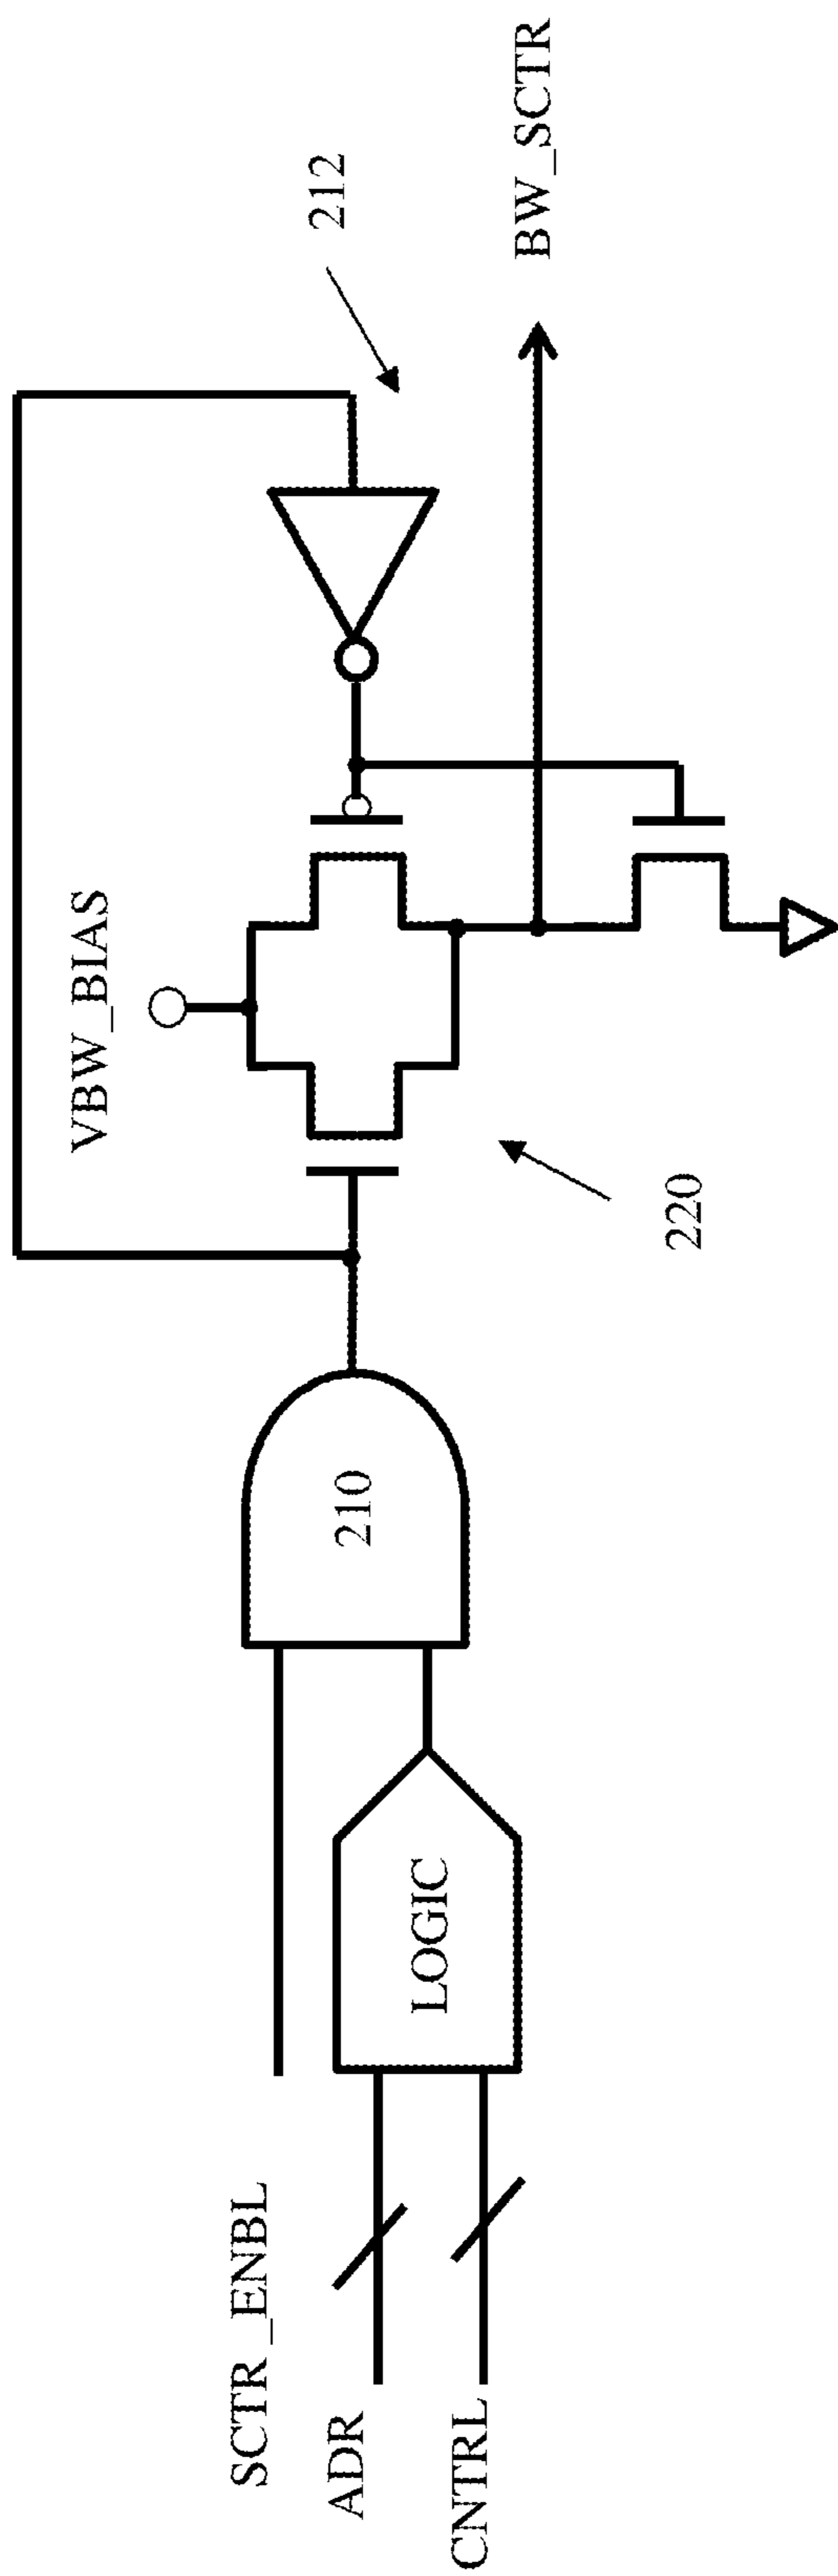 SCTR_ENBL
ADR
CNTRL
LOGIC
210
VBW_BIAS
220
212
BW_SCTR